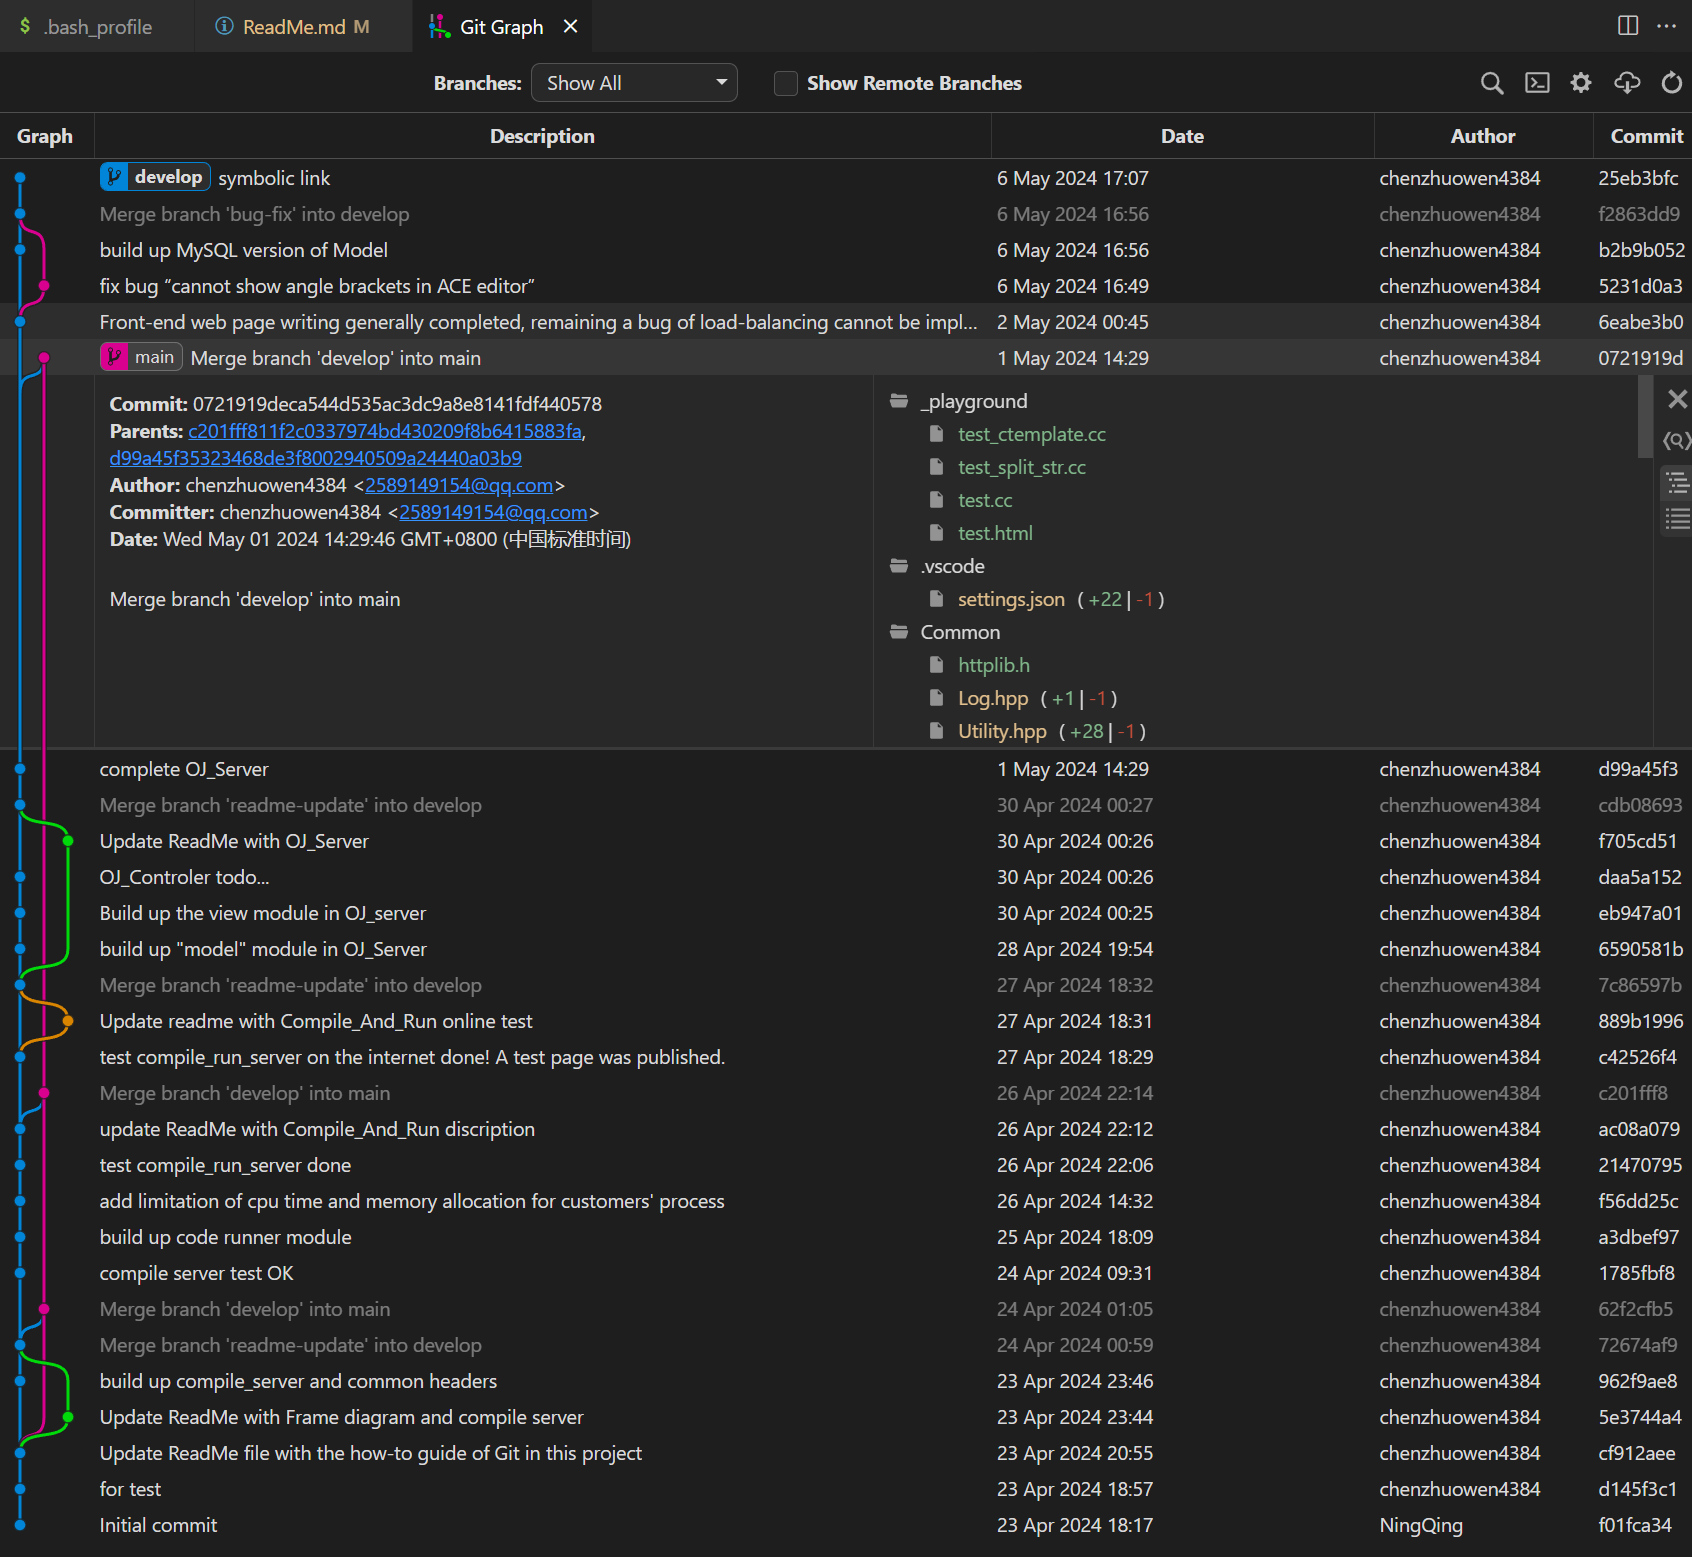 $ .bash_profile ReadMe.md M Git Graph
Branches: Show All Show Remote Branches
Graph Description Date Author Commit
develop symbolic link 6 May 2024 17:07 chenzhuowen4384 25eb3bfc
Merge branch 'bug-fix' into develop 6 May 2024 16:56 chenzhuowen4384 f2863dd9
build up MySQL version of Model 6 May 2024 16:56 chenzhuowen4384 b2b9b052
fix bug “cannot show angle brackets in ACE editor” 6 May 2024 16:49 chenzhuowen4384 5231d0a3
Front-end web page writing generally completed, remaining a bug of load-balancing cannot be impl... 2 May 2024 00:45 chenzhuowen4384 6eabe3b0
main Merge branch 'develop' into main 1 May 2024 14:29 chenzhuowen4384 0721919d
Commit: 0721919deca544d535ac3dc9a8e8141fdf440578
Parents: c201fff811f2c0337974bd430209f8b6415883fa,
d99a45f35323468de3f8002940509a24440a03b9
Author: chenzhuowen4384 <2589149154@qq.com>
Committer: chenzhuowen4384 <2589149154@qq.com>
Date: Wed May 01 2024 14:29:46 GMT+0800 (中国标准时间)
Merge branch 'develop' into main
_playground
test_ctemplate.cc
test_split_str.cc
test.cc
test.html
.vscode
settings.json (+22|-1)
Common
httplib.h
Log.hpp (+1|-1)
Utility.hpp (+28|-1)
complete OJ_Server 1 May 2024 14:29 chenzhuowen4384 d99a45f3
Merge branch 'readme-update' into develop 30 Apr 2024 00:27 chenzhuowen4384 cdb08693
Update ReadMe with OJ_Server 30 Apr 2024 00:26 chenzhuowen4384 f705cd51
OJ_Controler todo... 30 Apr 2024 00:26 chenzhuowen4384 daa5a152
Build up the view module in OJ_server 30 Apr 2024 00:25 chenzhuowen4384 eb947a01
build up "model" module in OJ_Server 28 Apr 2024 19:54 chenzhuowen4384 6590581b
Merge branch 'readme-update' into develop 27 Apr 2024 18:32 chenzhuowen4384 7c86597b
Update readme with Compile_And_Run online test 27 Apr 2024 18:31 chenzhuowen4384 889b1996
test compile_run_server on the internet done! A test page was published. 27 Apr 2024 18:29 chenzhuowen4384 c42526f4
Merge branch 'develop' into main 26 Apr 2024 22:14 chenzhuowen4384 c201fff8
update ReadMe with Compile_And_Run discription 26 Apr 2024 22:12 chenzhuowen4384 ac08a079
test compile_run_server done 26 Apr 2024 22:06 chenzhuowen4384 21470795
add limitation of cpu time and memory allocation for customers' process 26 Apr 2024 14:32 chenzhuowen4384 f56dd25c
build up code runner module 25 Apr 2024 18:09 chenzhuowen4384 a3dbef97
compile server test OK 24 Apr 2024 09:31 chenzhuowen4384 1785fbf8
Merge branch 'develop' into main 24 Apr 2024 01:05 chenzhuowen4384 62f2cfb5
Merge branch 'readme-update' into develop 24 Apr 2024 00:59 chenzhuowen4384 72674af9
build up compile_server and common headers 23 Apr 2024 23:46 chenzhuowen4384 962f9ae8
Update ReadMe with Frame diagram and compile server 23 Apr 2024 23:44 chenzhuowen4384 5e3744a4
Update ReadMe file with the how-to guide of Git in this project 23 Apr 2024 20:55 chenzhuowen4384 cf912aee
for test 23 Apr 2024 18:57 chenzhuowen4384 d145f3c1
Initial commit 23 Apr 2024 18:17 NingQing f01fca34